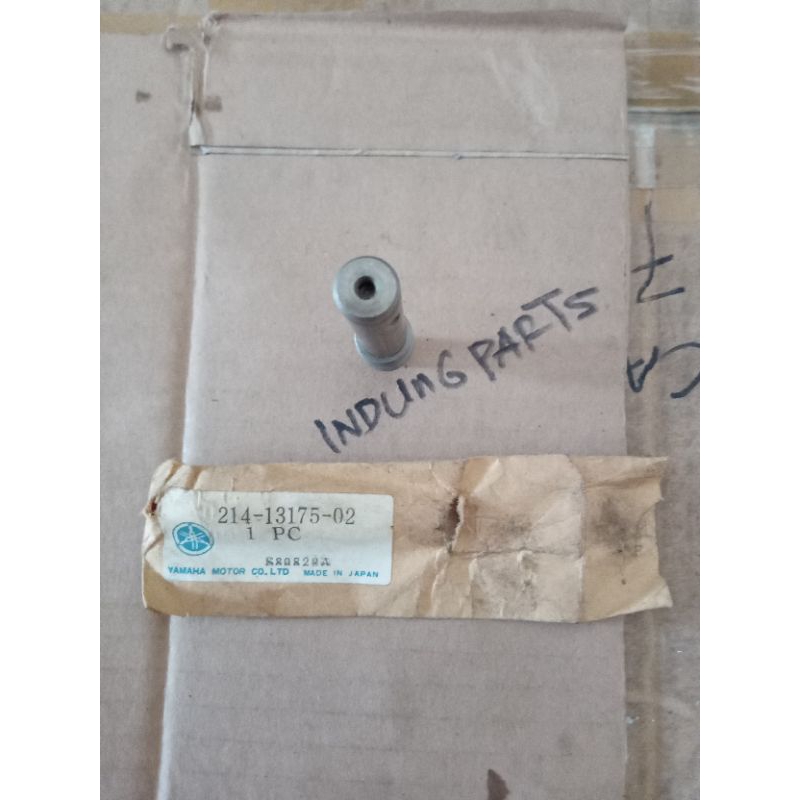 INDUNG PARTS
214-13175-02
1 PC
YAMAHA MOTOR CO.,LTD MADE IN JAPAN